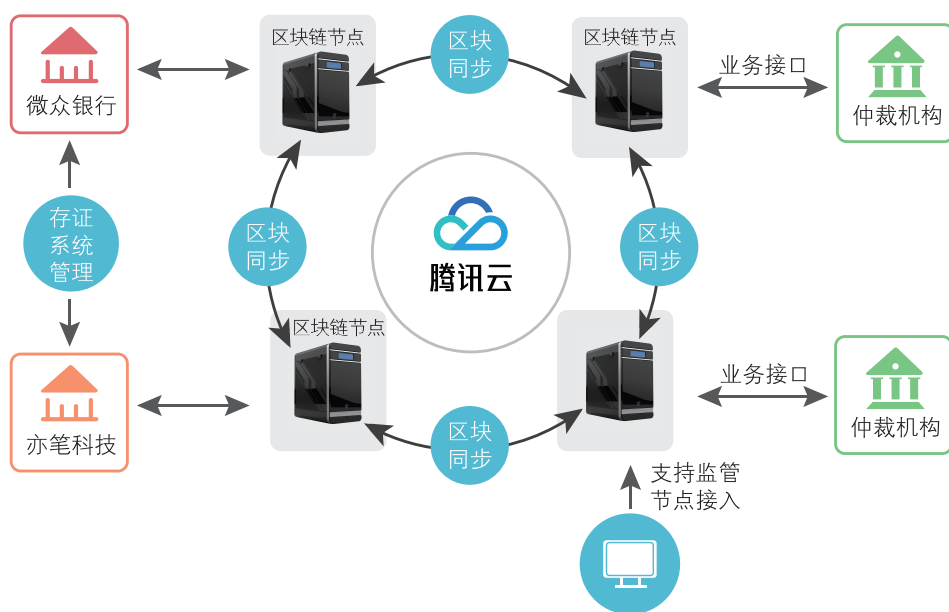 区块链节点
区块
同步
区块链节点
业务接口
微众银行
仲裁机构
存证
系统
管理
区块
同步
腾讯云
区块
同步
区块链节点
业务接口
亦笔科技
仲裁机构
区块
同步
支持监管
节点接入